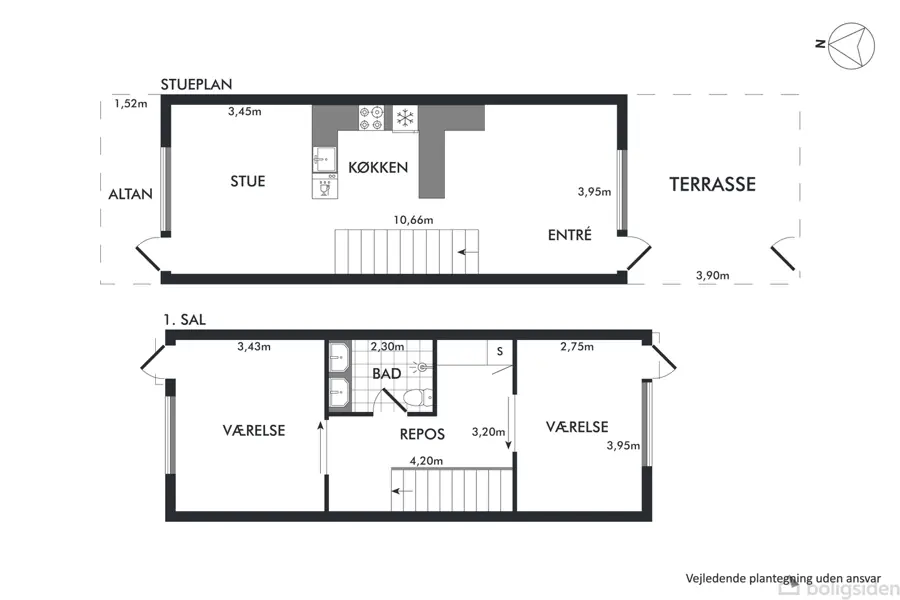 N
STUEPLAN
1,52m
3,45m
KØKKEN
STUE
ALTAN
3,95m
TERRASSE
10,66m
ENTRÉ
3,90m
1. SAL
3,43m
2,30m
S
2,75m
BAD
VÆRELSE
REPOS
3,20m
VÆRELSE
3,95m
4,20m
Vejledende plantegning uden ansvar
boligsiden